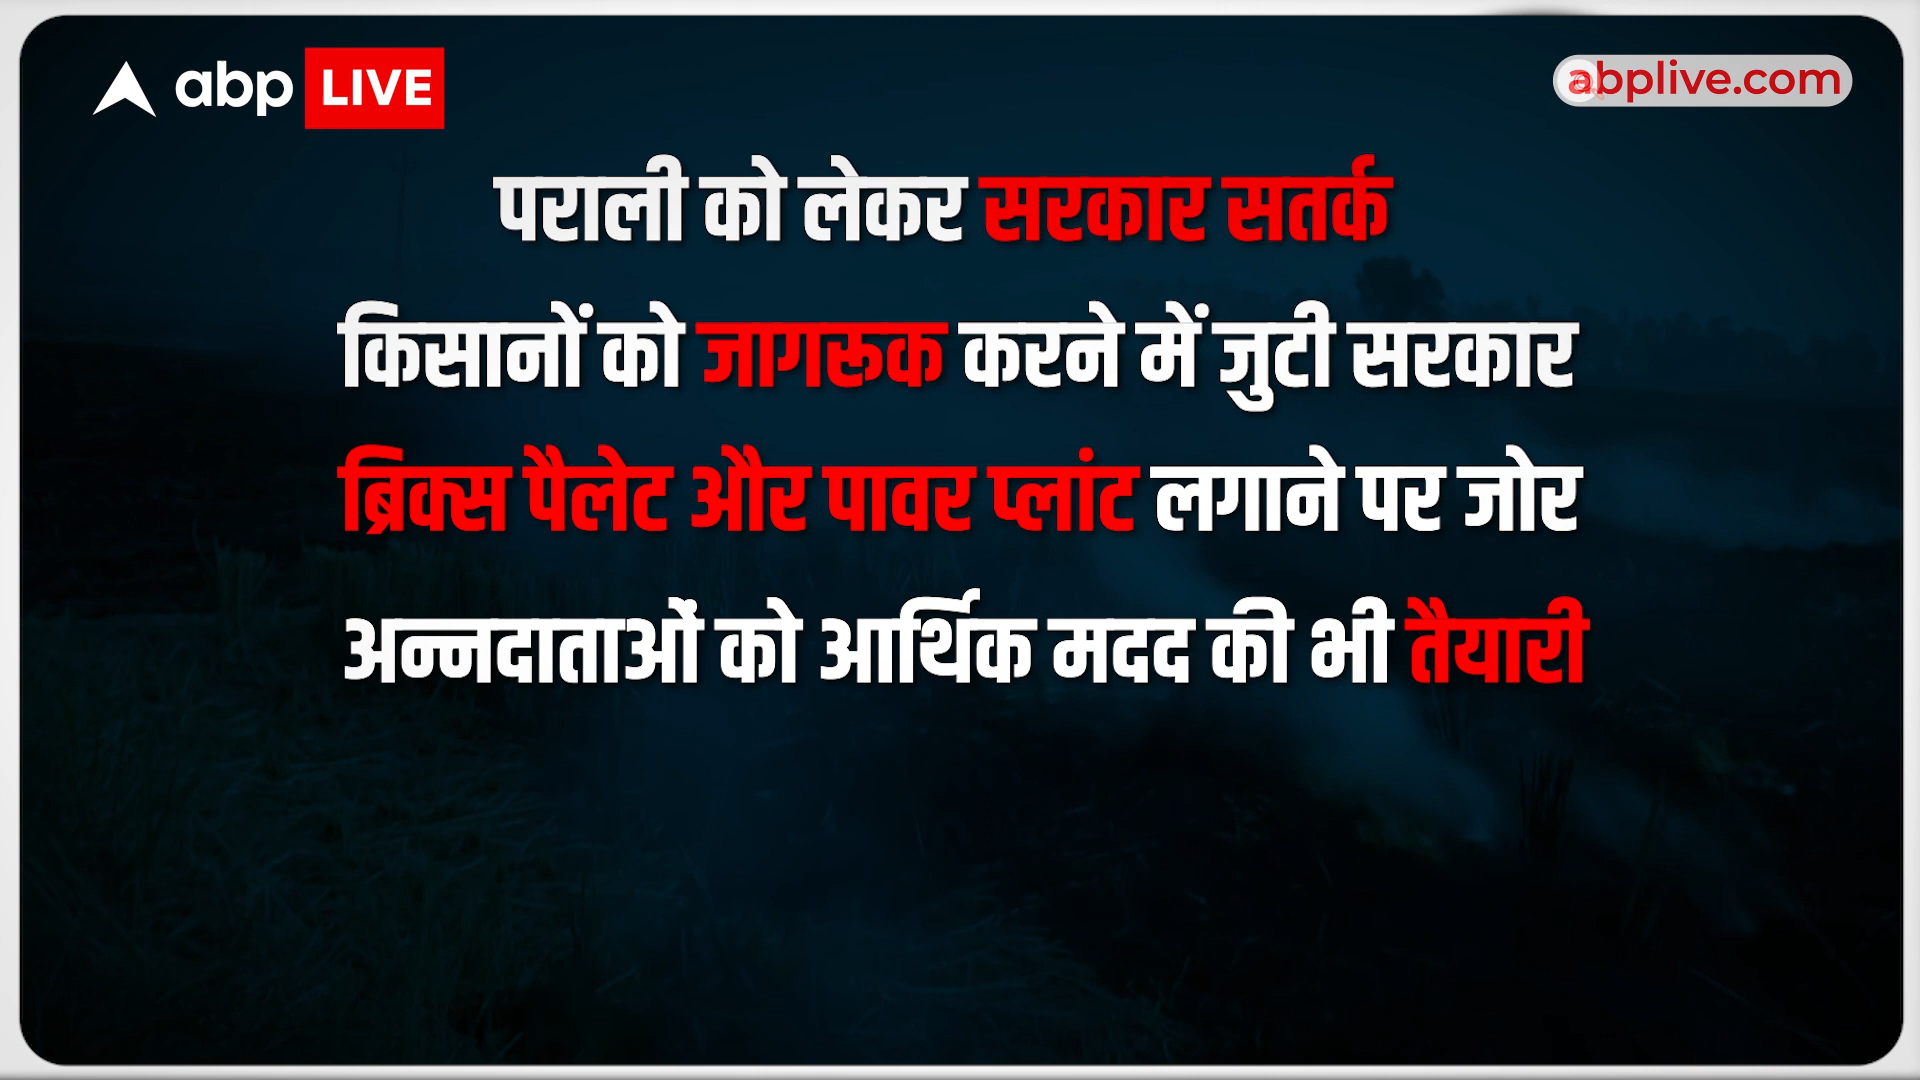 abp LIVE
abplive.com
पराली को लेकर सरकार सतर्क
किसानों को जागरूक करने में जुटी सरकार
ब्रिक्स पैलेट और पावर प्लांट लगाने पर जोर
अन्नदाताओं को आर्थिक मदद की भी तैयारी